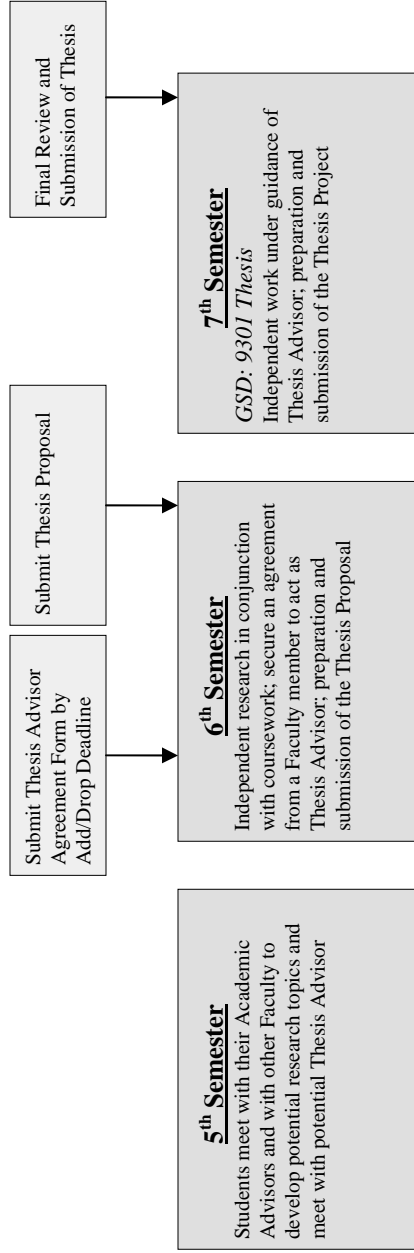 Submit Thesis Advisor
Agreement Form by
Add/Drop Deadline
Submit Thesis Proposal
Final Review and
Submission of Thesis
5th Semester
Students meet with their Academic
Advisors and with other Faculty to
develop potential research topics and
meet with potential Thesis Advisor
6th Semester
Independent research in conjunction
with coursework; secure an agreement
from a Faculty member to act as
Thesis Advisor; preparation and
submission of the Thesis Proposal
7th Semester
GSD: 9301 Thesis
Independent work under guidance of
Thesis Advisor; preparation and
submission of the Thesis Project